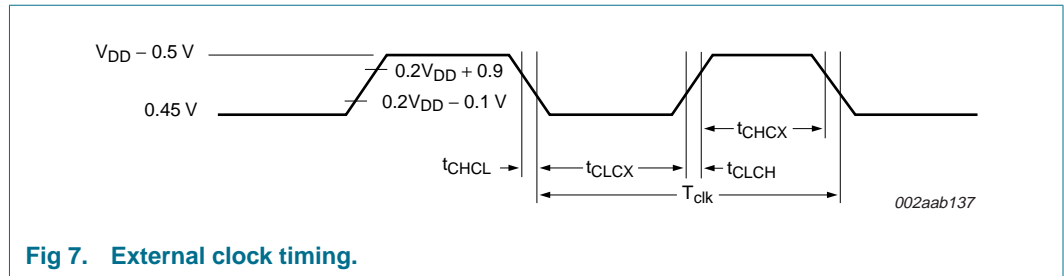 VDD − 0.5 V
0.2VDD + 0.9
0.2VDD − 0.1 V
0.45 V
tCHCX
tCHCL
tCLCX
tCLCH
Tclk
002aab137
Fig 7. External clock timing.